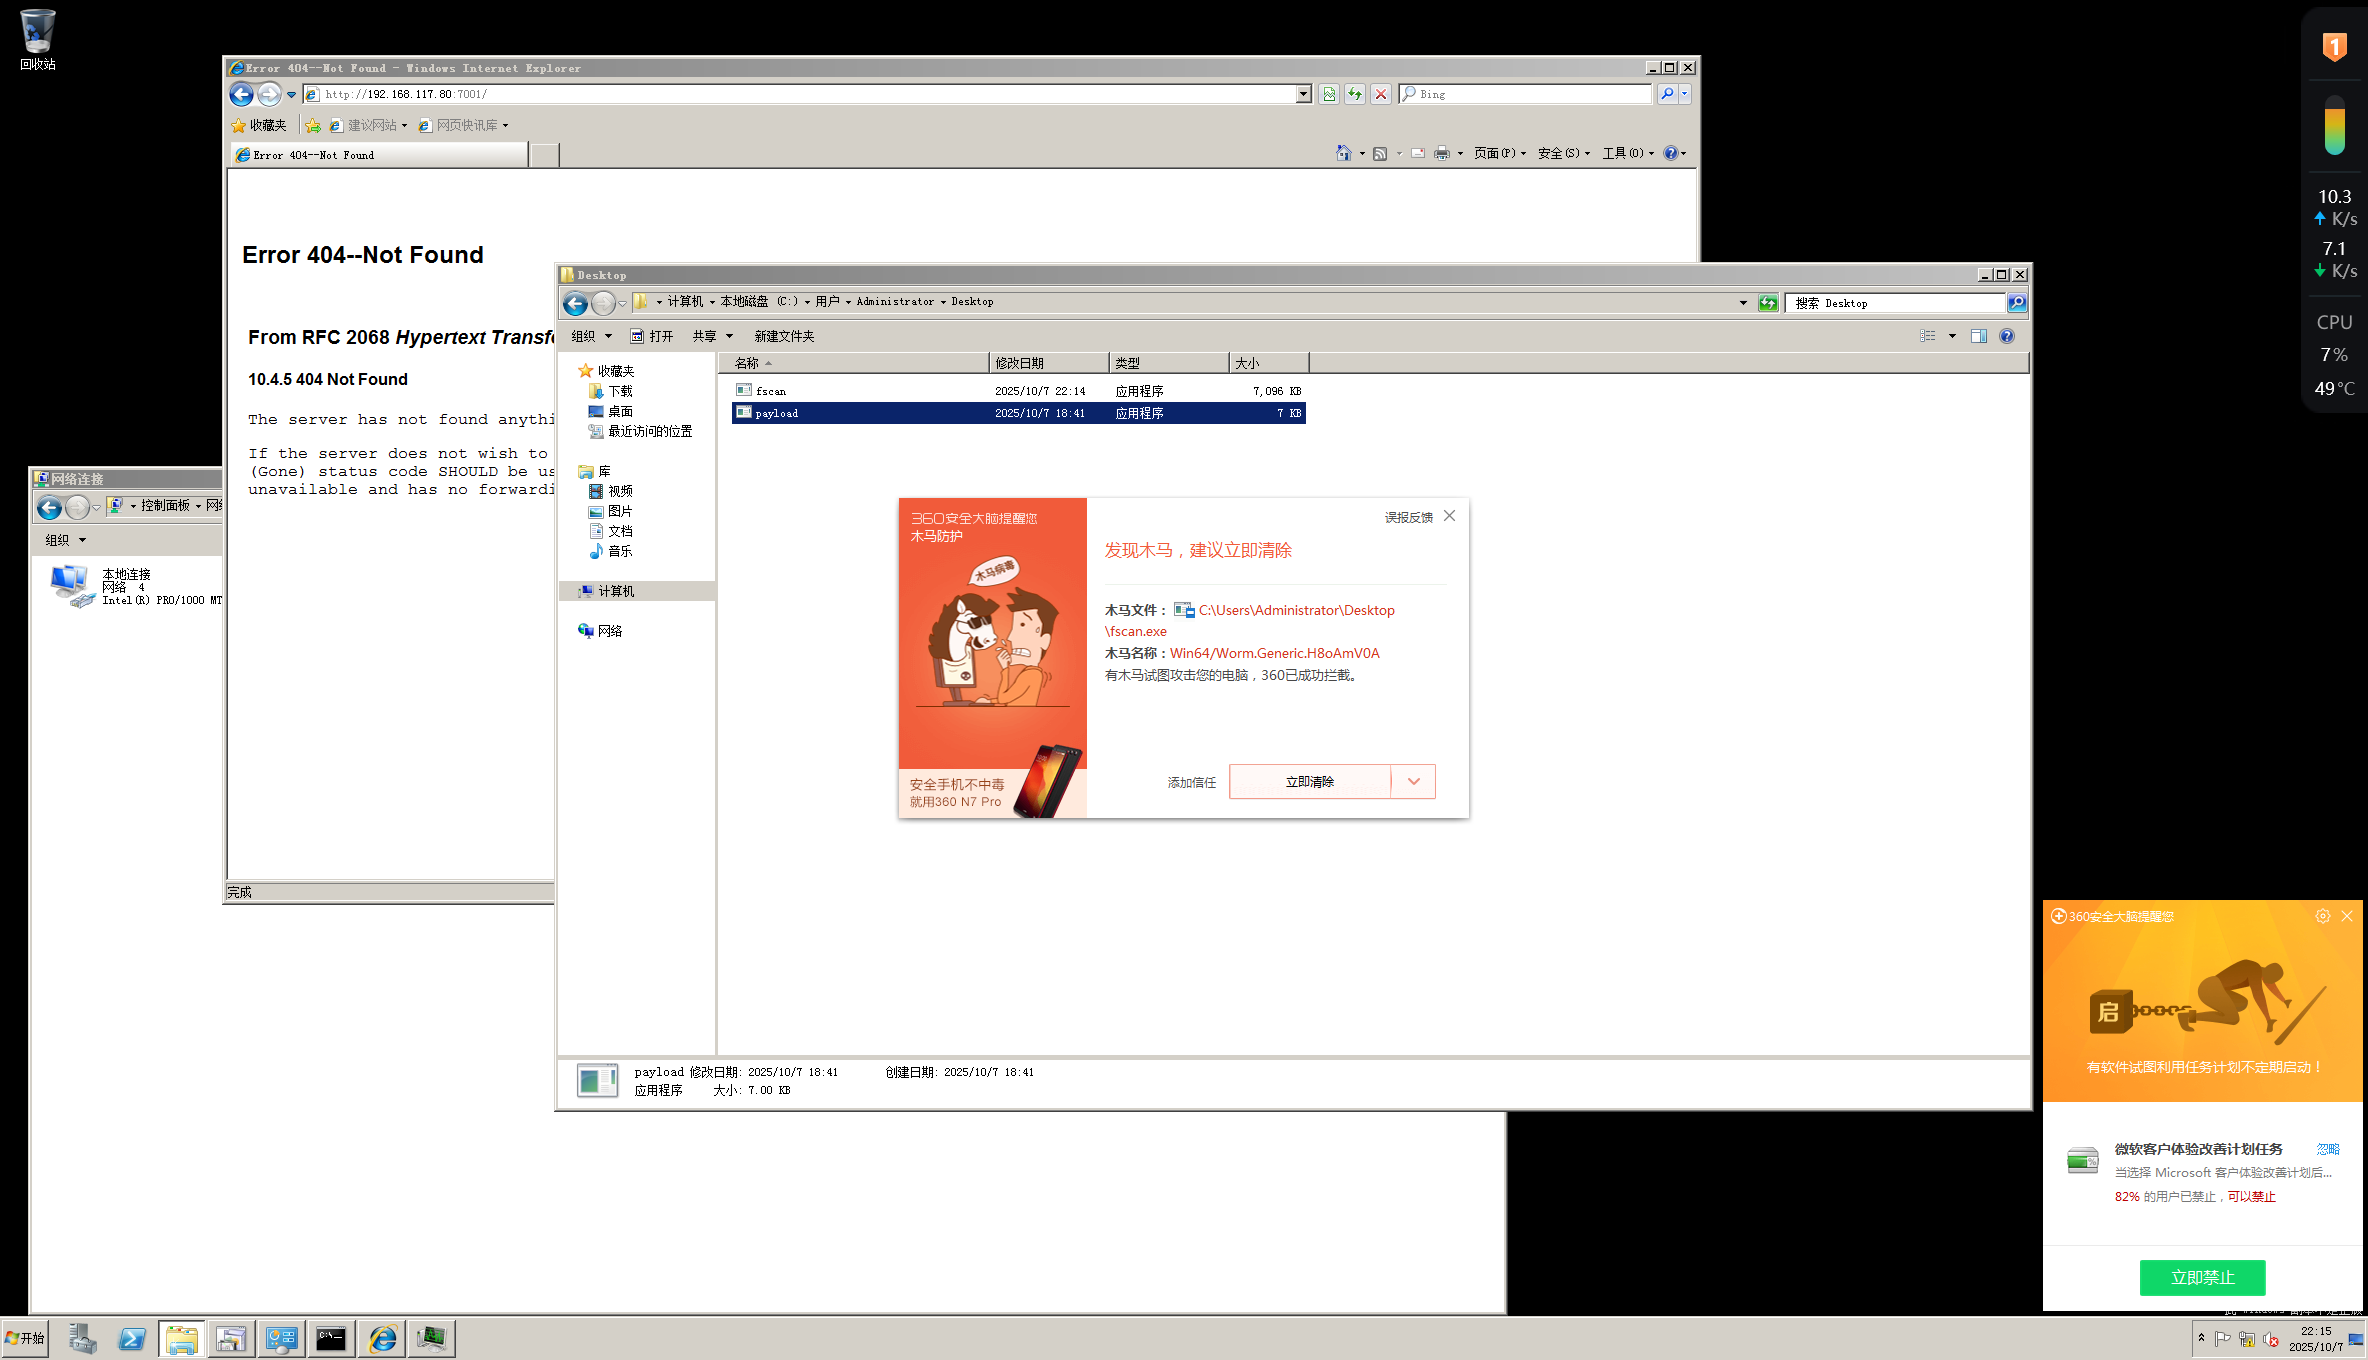 回收站
Error 404--Not Found - Windows Internet Explorer
http://192.168.117.80:7001/
Bing
收藏夹
建议网站
网页快讯库
Error 404--Not Found
页面(P)
安全(S)
工具(O)
Error 404--Not Found
From RFC 2068 Hypertext Transf
10.4.5 404 Not Found
The server has not found anythi
If the server does not wish to
(Gone) status code SHOULD be us
unavailable and has no forwardi
完成
网络连接
控制面板
组织
本地连接
网络 4
Intel(R) PRO/1000 MT
Desktop
计算机
本地磁盘 (C:)
用户
Administrator
Desktop
搜索 Desktop
组织
打开
共享
新建文件夹
收藏夹
下载
桌面
最近访问的位置
库
视频
图片
文档
音乐
计算机
网络
名称 修改日期 类型 大小
fscan 2025/10/7 22:14 应用程序 7,096 KB
payload 2025/10/7 18:41 应用程序 7 KB
payload 修改日期: 2025/10/7 18:41 创建日期: 2025/10/7 18:41
应用程序 大小: 7.00 KB
360安全大脑提醒您
木马防护
木马病毒
安全手机不中毒
就用360 N7 Pro
误报反馈
发现木马，建议立即清除
木马文件： C:\Users\Administrator\Desktop
\fscan.exe
木马名称：Win64/Worm.Generic.H8oAmV0A
有木马试图攻击您的电脑，360已成功拦截。
添加信任
立即清除
1
10.3
K/s
7.1
K/s
CPU
7%
49°C
360安全大脑提醒您
启
有软件试图利用任务计划不定期启动！
微软客户体验改善计划任务 忽略
当选择 Microsoft 客户体验改善计划后...
82% 的用户已禁止，可以禁止
立即禁止
开始
C:\
22:15
2025/10/7